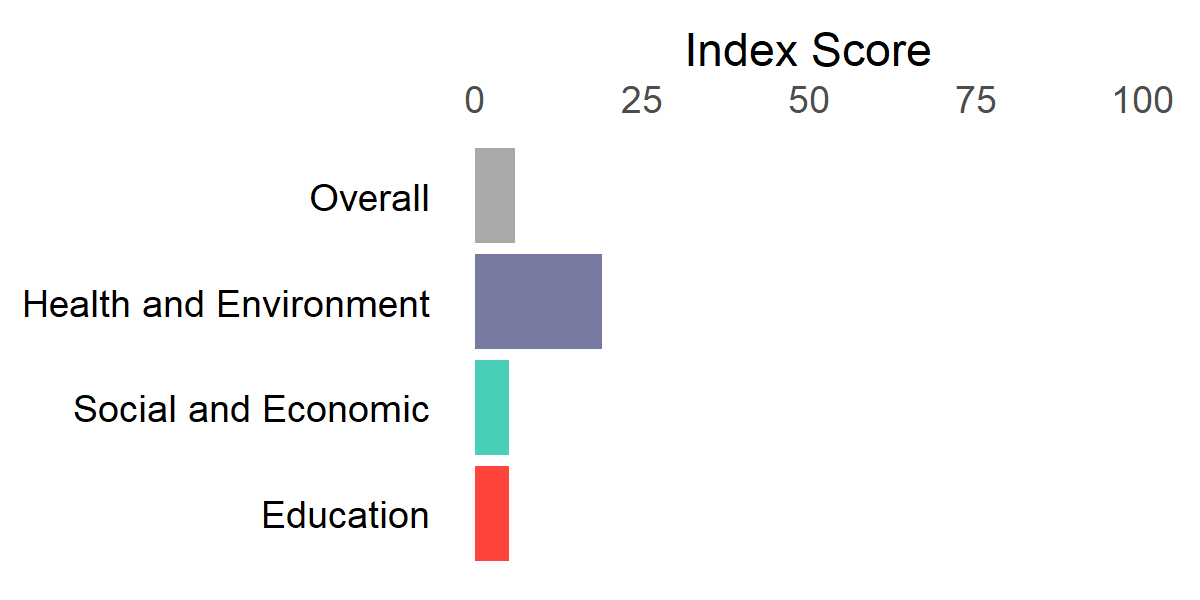 Index Score
0 25 50 75 100
Overall
Health and Environment
Social and Economic
Education